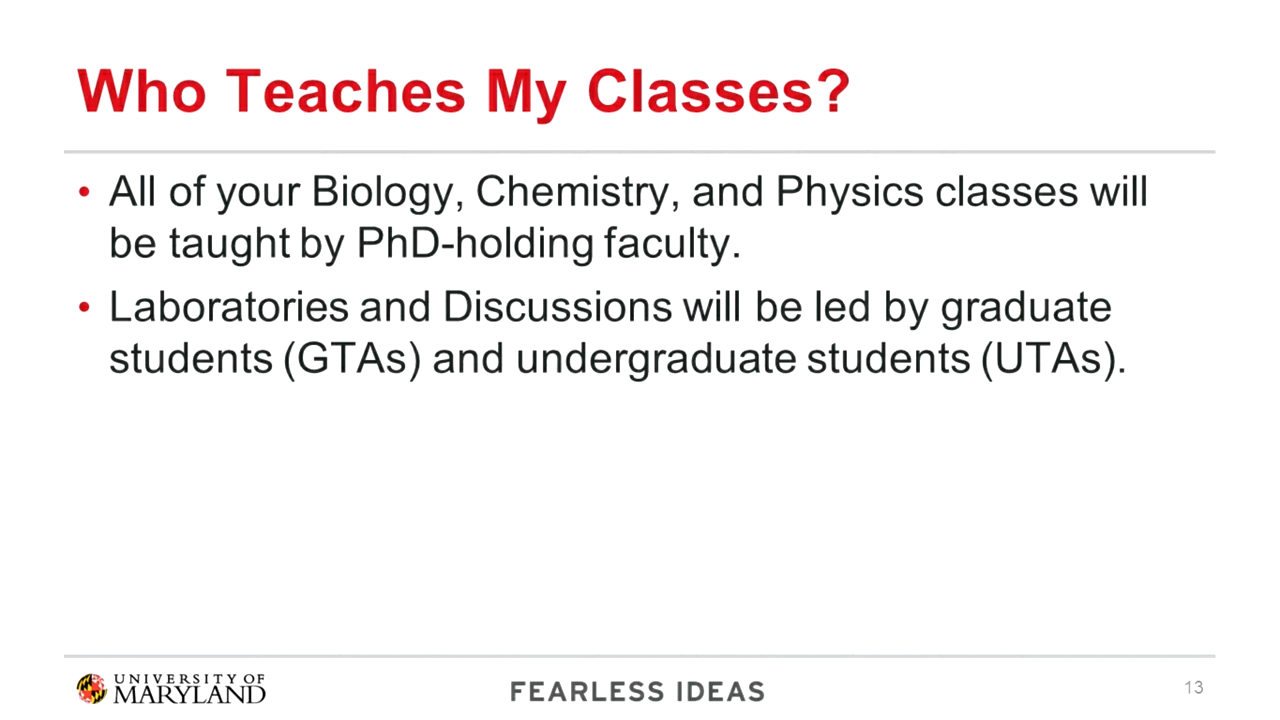 Who Teaches My Classes?
• All of your Biology, Chemistry, and Physics classes will
be taught by PhD-holding faculty.
• Laboratories and Discussions will be led by graduate
students (GTAs) and undergraduate students (UTAs).
UNIVERSITY OF
MARYLAND
FEARLESS IDEAS
13